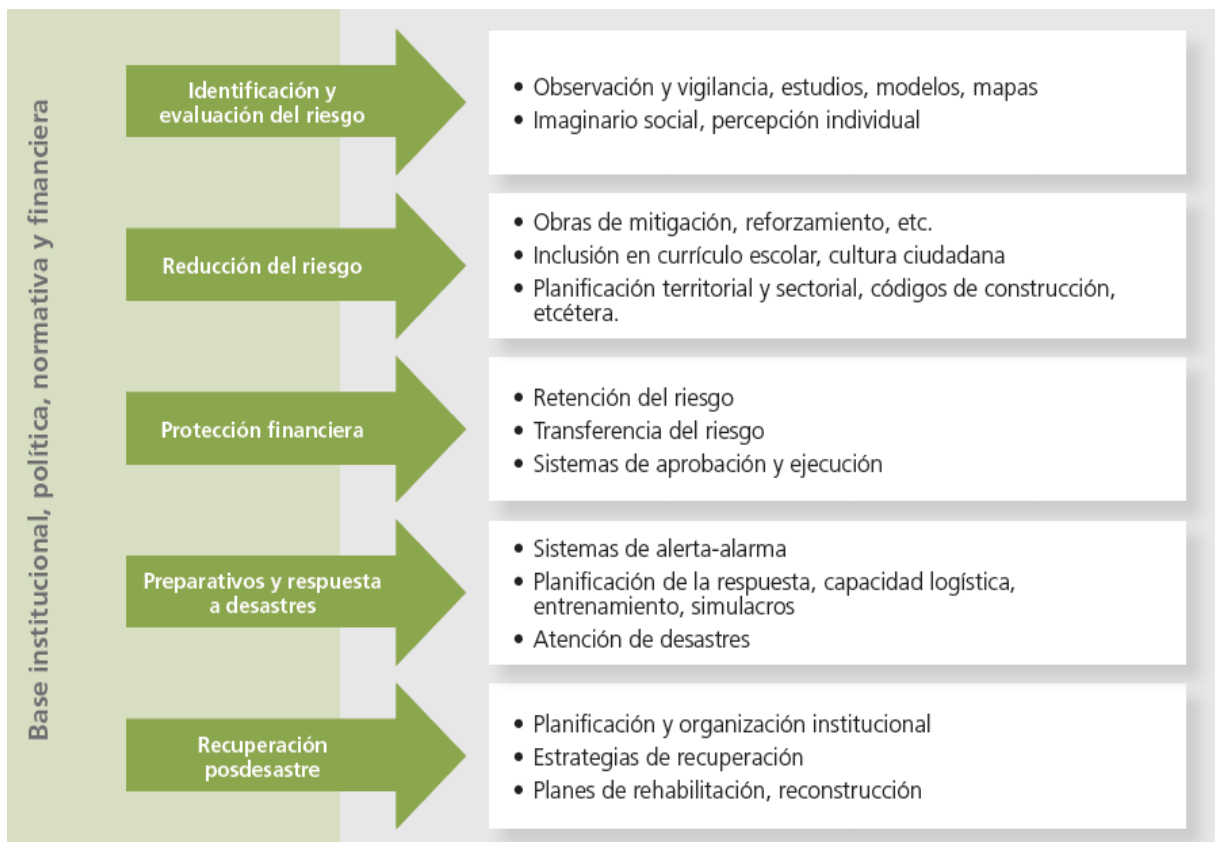 Base institucional, política, normativa y financiera
Identificación y
evaluación del riesgo
• Observación y vigilancia, estudios, modelos, mapas
• Imaginario social, percepción individual
Reducción del riesgo
• Obras de mitigación, reforzamiento, etc.
• Inclusión en currículo escolar, cultura ciudadana
• Planificación territorial y sectorial, códigos de construcción,
etcétera.
Protección financiera
• Retención del riesgo
• Transferencia del riesgo
• Sistemas de aprobación y ejecución
Preparativos y respuesta
a desastres
• Sistemas de alerta-alarma
• Planificación de la respuesta, capacidad logística,
entrenamiento, simulacros
• Atención de desastres
Recuperación
posdesastre
• Planificación y organización institucional
• Estrategias de recuperación
• Planes de rehabilitación, reconstrucción